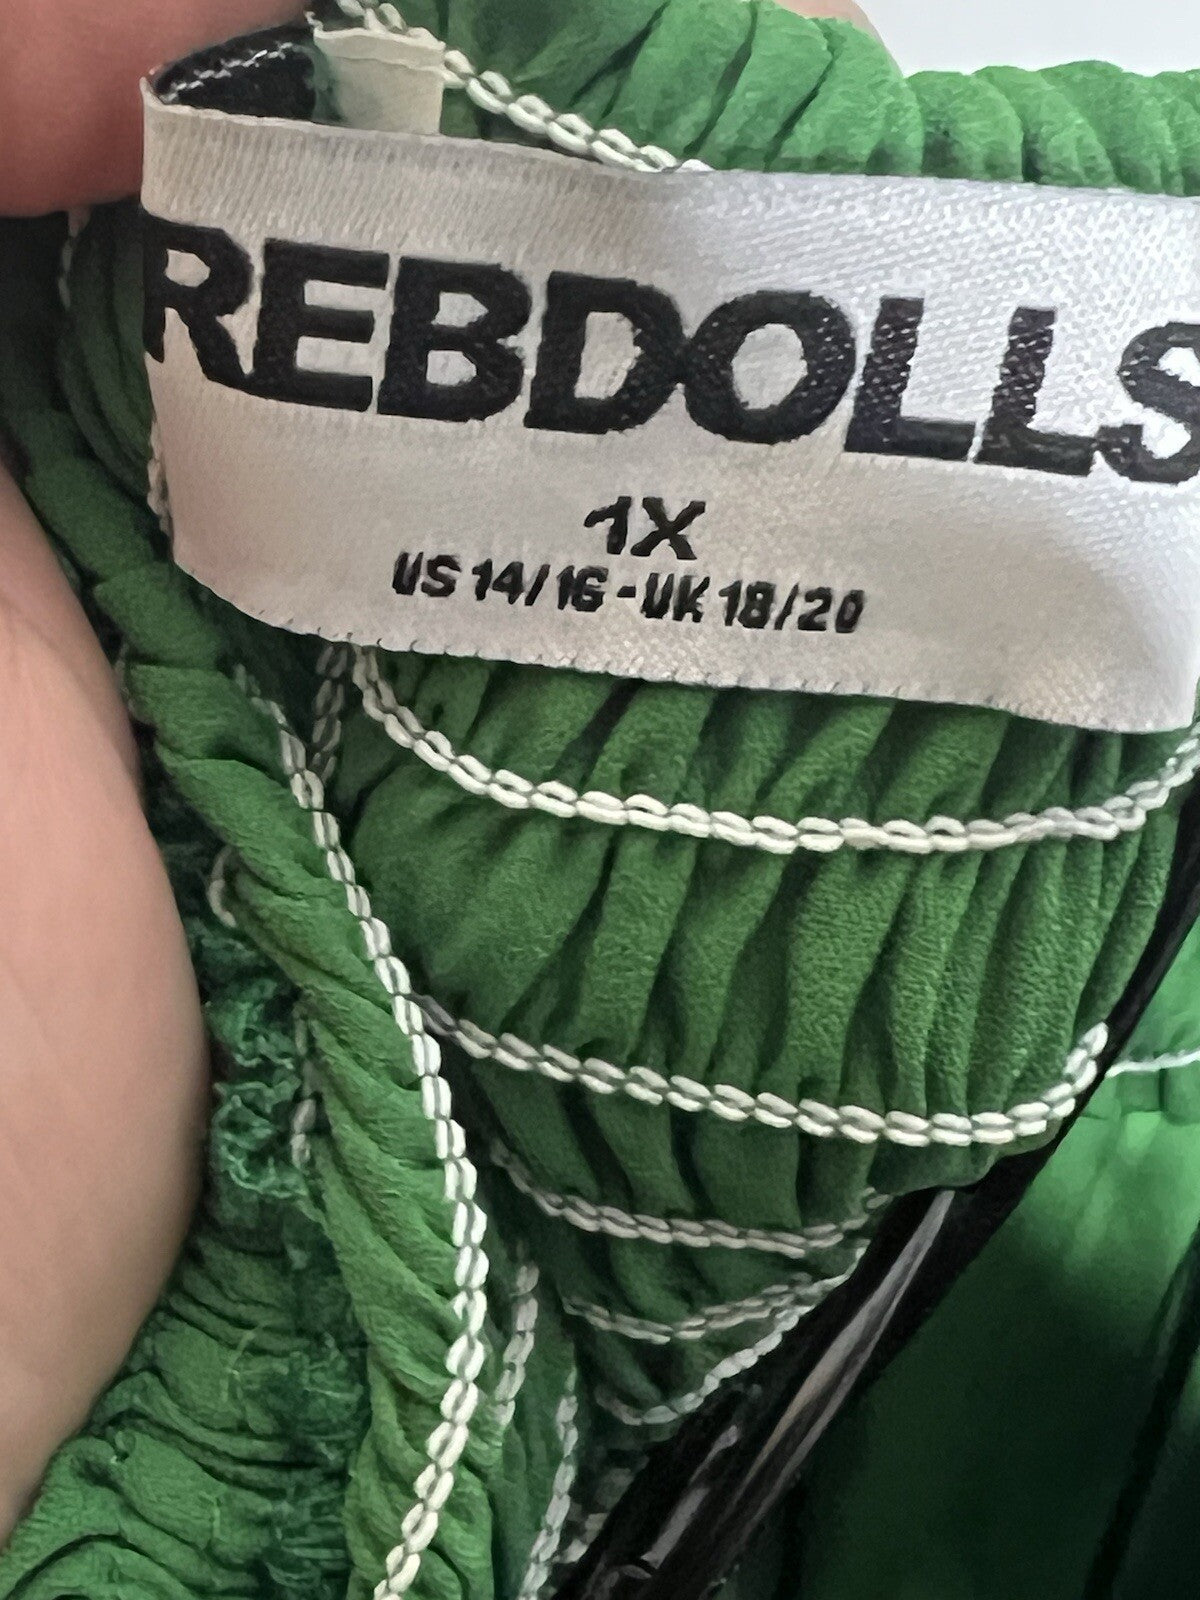 REBDOLLS
1X
US 14/16 - UK 18/20